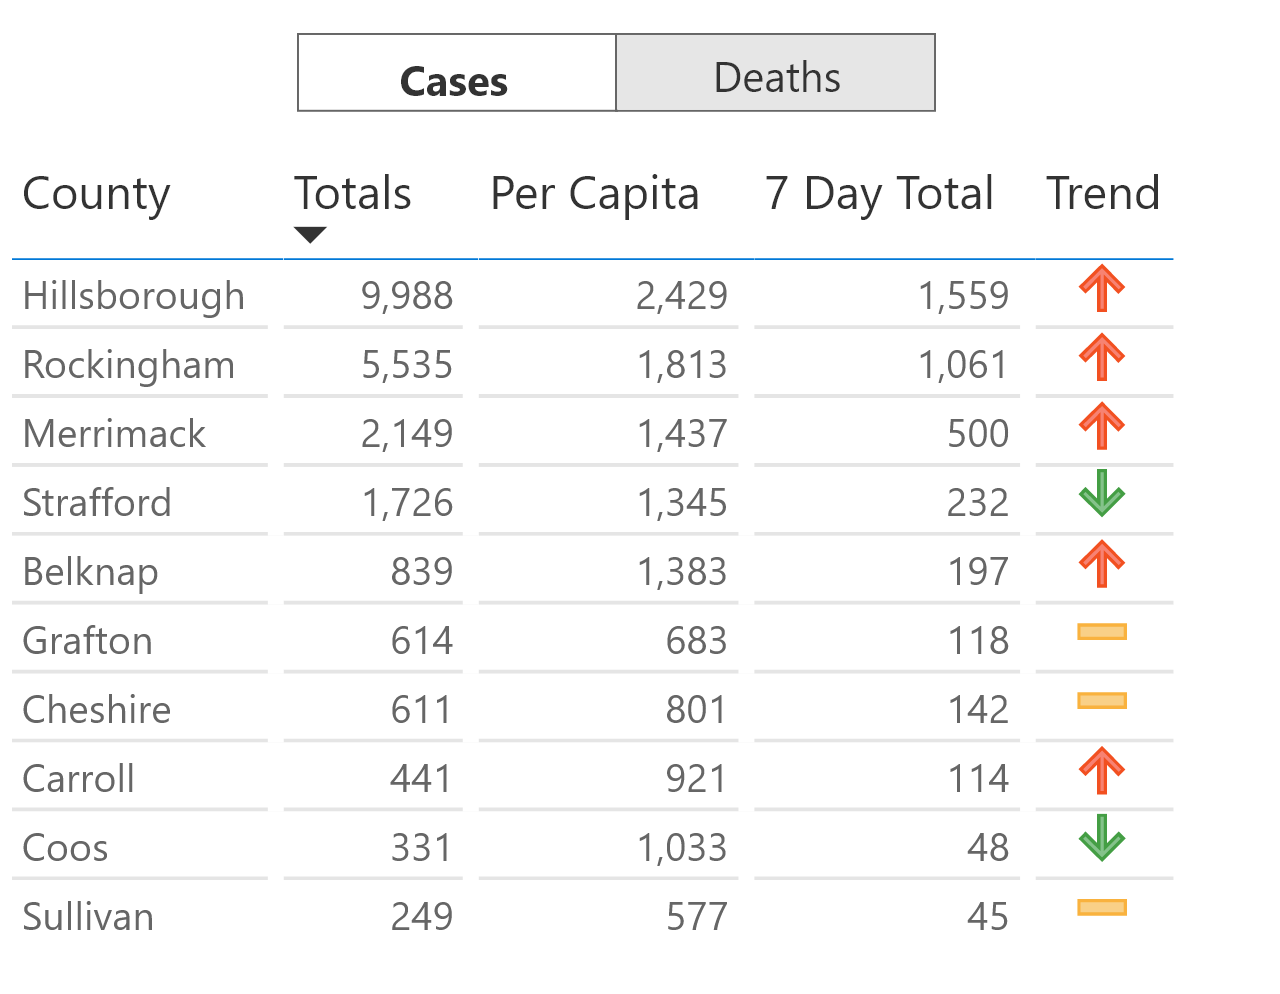 Cases Deaths
County Totals Per Capita 7 Day Total Trend
Hillsborough 9,988 2,429 1,559
Rockingham 5,535 1,813 1,061
Merrimack 2,149 1,437 500
Strafford 1,726 1,345 232
Belknap 839 1,383 197
Grafton 614 683 118
Cheshire 611 801 142
Carroll 441 921 114
Coos 331 1,033 48
Sullivan 249 577 45